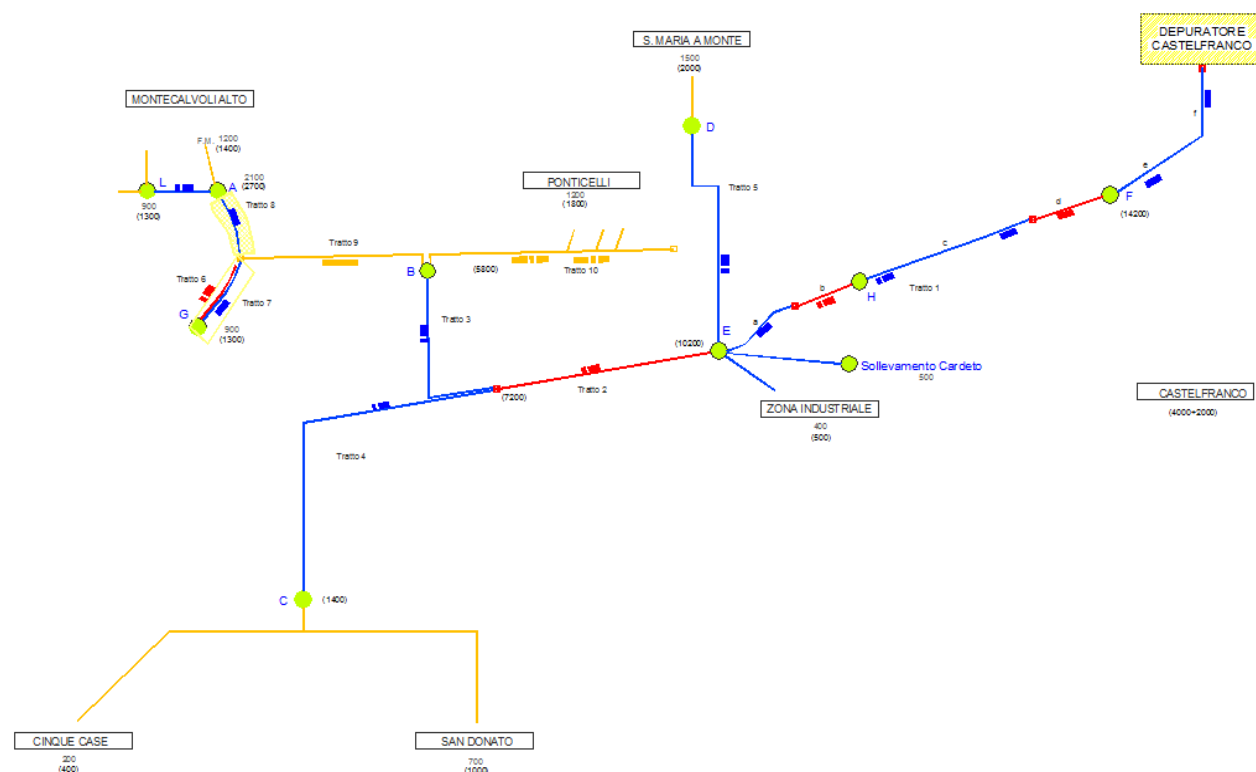 DEPURATORE
CASTELFRANCO
S. MARIA A MONTE
1500
(2000)
D
MONTECALVOLI ALTO
F.M.
1200
(1400)
L
A
2100
(2700)
900
(1300)
Tratto 8
PONTICELLI
1200
(1800)
Tratto 5
f
e
F
(14200)
d
c
Tratto 9
B
(5800)
Tratto 10
Tratto 6
Tratto 7
G
900
(1300)
H
Tratto 1
b
a
Tratto 3
E
(10200)
Sollevamento Cardeto
500
Tratto 2
(7200)
ZONA INDUSTRIALE
400
(500)
CASTELFRANCO
(4000+2000)
Tratto 4
C
(1400)
CINQUE CASE
200
(400)
SAN DONATO
700
(1000)